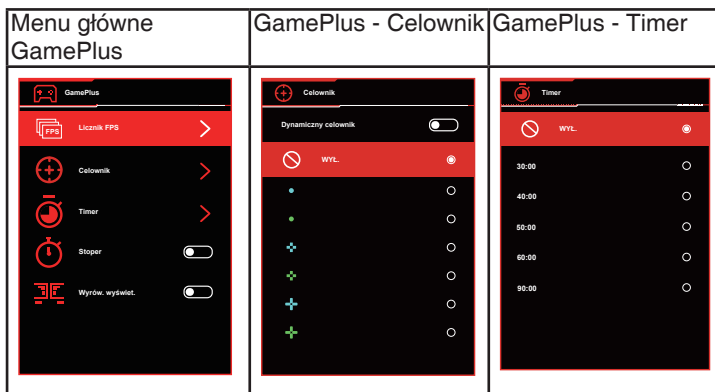 Menu główne
GamePlus
GamePlus - Celownik
GamePlus - Timer
GamePlus
FPS
Licznik FPS
Celownik
Timer
Stoper
Wyrów. wyświet.
Celownik
Dynamiczny celownik
WYŁ.
Timer
WYŁ.
30:00
40:00
50:00
60:00
90:00